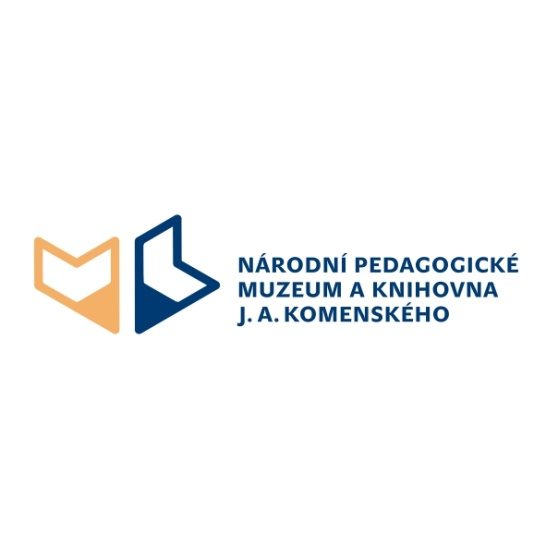 NÁRODNÍ PEDAGOGICKÉ
MUZEUM A KNIHOVNA
J. A. KOMENSKÉHO